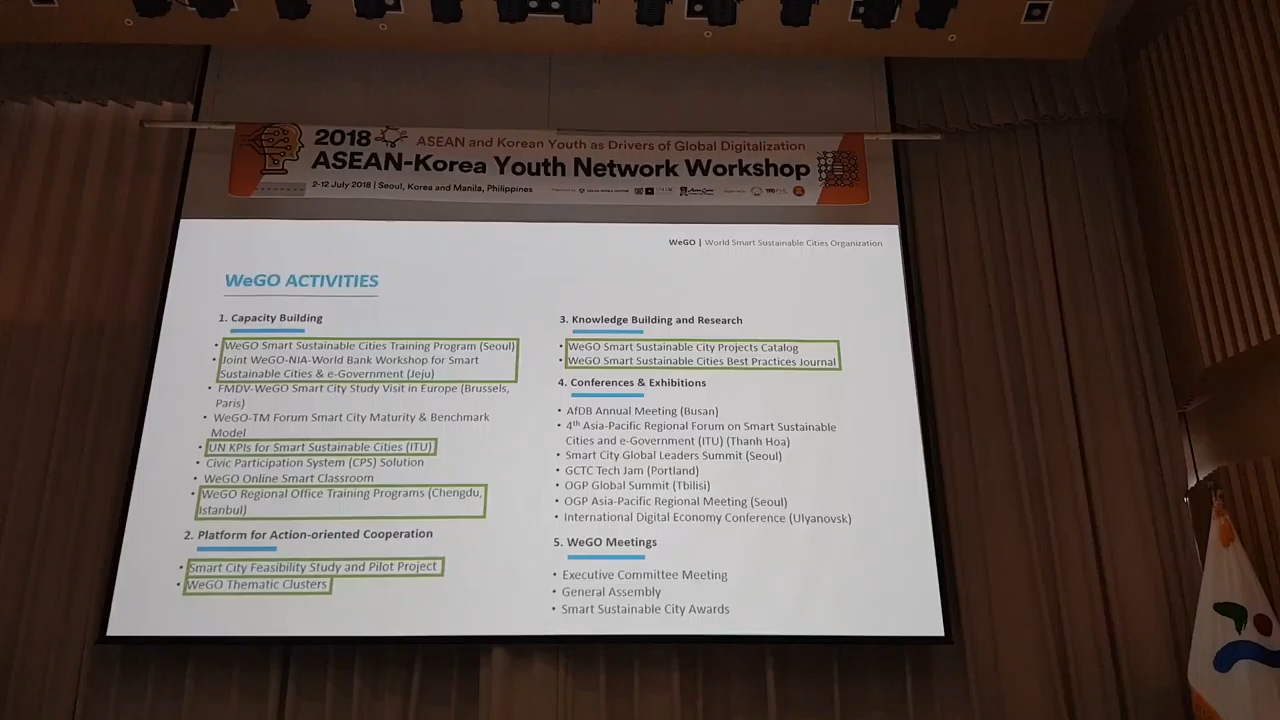 2018 ASEAN and Korean Youth as Drivers of Global Digitalization
ASEAN-Korea Youth Network Workshop
2-12 July 2018 | Seoul, Korea and Manila, Philippines
WeGO | World Smart Sustainable Cities Organization
WeGO ACTIVITIES
1. Capacity Building
• WeGO Smart Sustainable Cities Training Program (Seoul)
• Joint WeGO-NIA-World Bank Workshop for Smart
Sustainable Cities & e-Government (Jeju)
• FMDV-WeGO Smart City Study Visit in Europe (Brussels,
Paris)
• WeGO-TM Forum Smart City Maturity & Benchmark
Model
• UN KPIs for Smart Sustainable Cities (ITU)
• Civic Participation System (CPS) Solution
• WeGO Online Smart Classroom
• WeGO Regional Office Training Programs (Chengdu,
Istanbul)
2. Platform for Action-oriented Cooperation
• Smart City Feasibility Study and Pilot Project
• WeGO Thematic Clusters
3. Knowledge Building and Research
• WeGO Smart Sustainable City Projects Catalog
• WeGO Smart Sustainable Cities Best Practices Journal
4. Conferences & Exhibitions
• AfDB Annual Meeting (Busan)
• 4th Asia-Pacific Regional Forum on Smart Sustainable
Cities and e-Government (ITU) (Thanh Hoa)
• Smart City Global Leaders Summit (Seoul)
• GCTC Tech Jam (Portland)
• OGP Global Summit (Tbilisi)
• OGP Asia-Pacific Regional Meeting (Seoul)
• International Digital Economy Conference (Ulyanovsk)
5. WeGO Meetings
• Executive Committee Meeting
• General Assembly
• Smart Sustainable City Awards